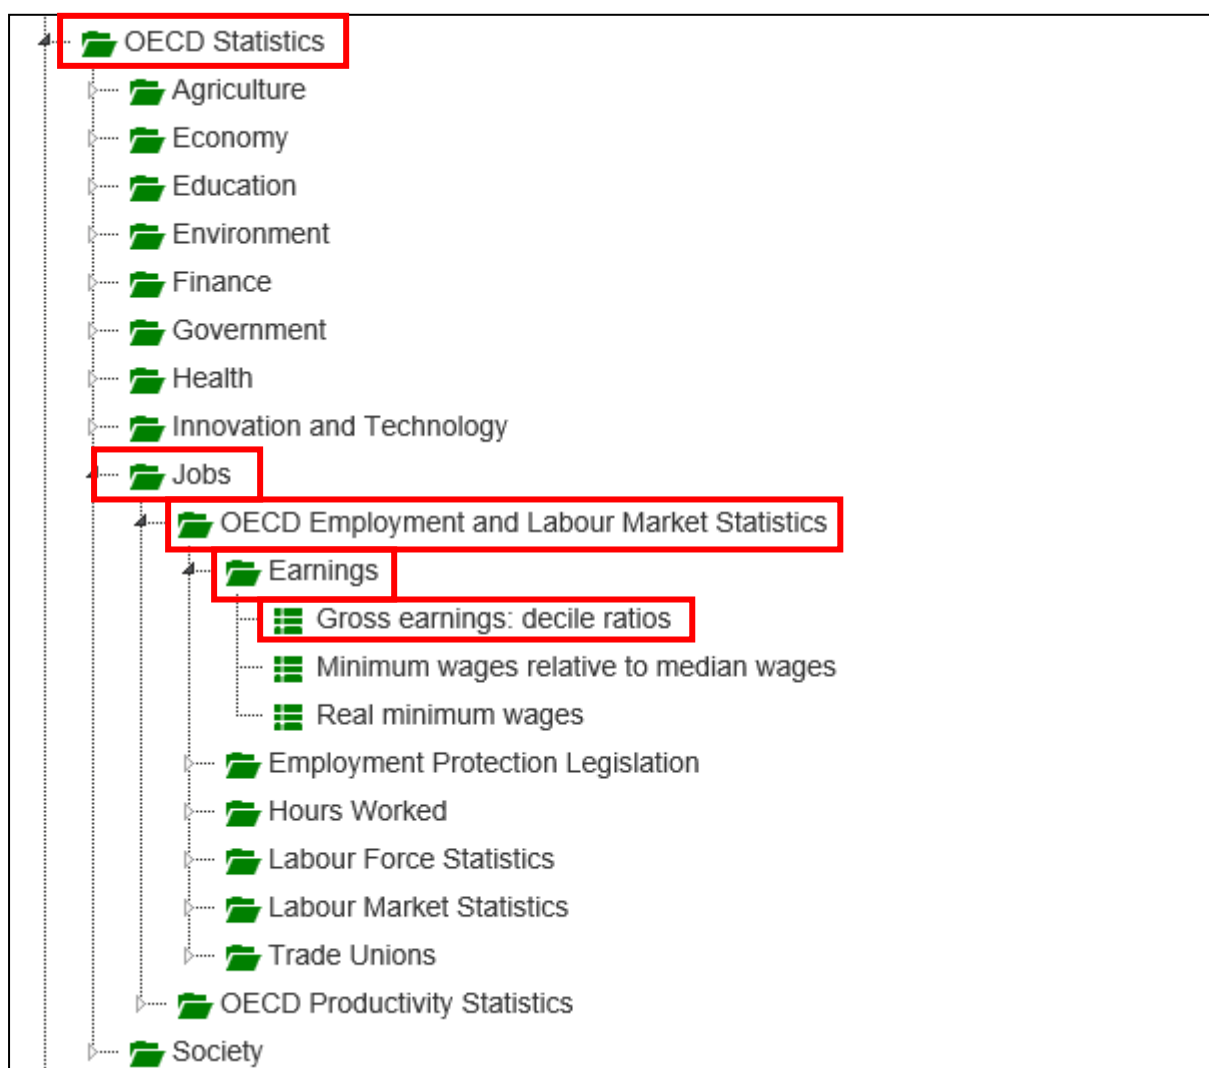 OECD Statistics
Agriculture
Economy
Education
Environment
Finance
Government
Health
Innovation and Technology
Jobs
OECD Employment and Labour Market Statistics
Earnings
Gross earnings: decile ratios
Minimum wages relative to median wages
Real minimum wages
Employment Protection Legislation
Hours Worked
Labour Force Statistics
Labour Market Statistics
Trade Unions
OECD Productivity Statistics
Society